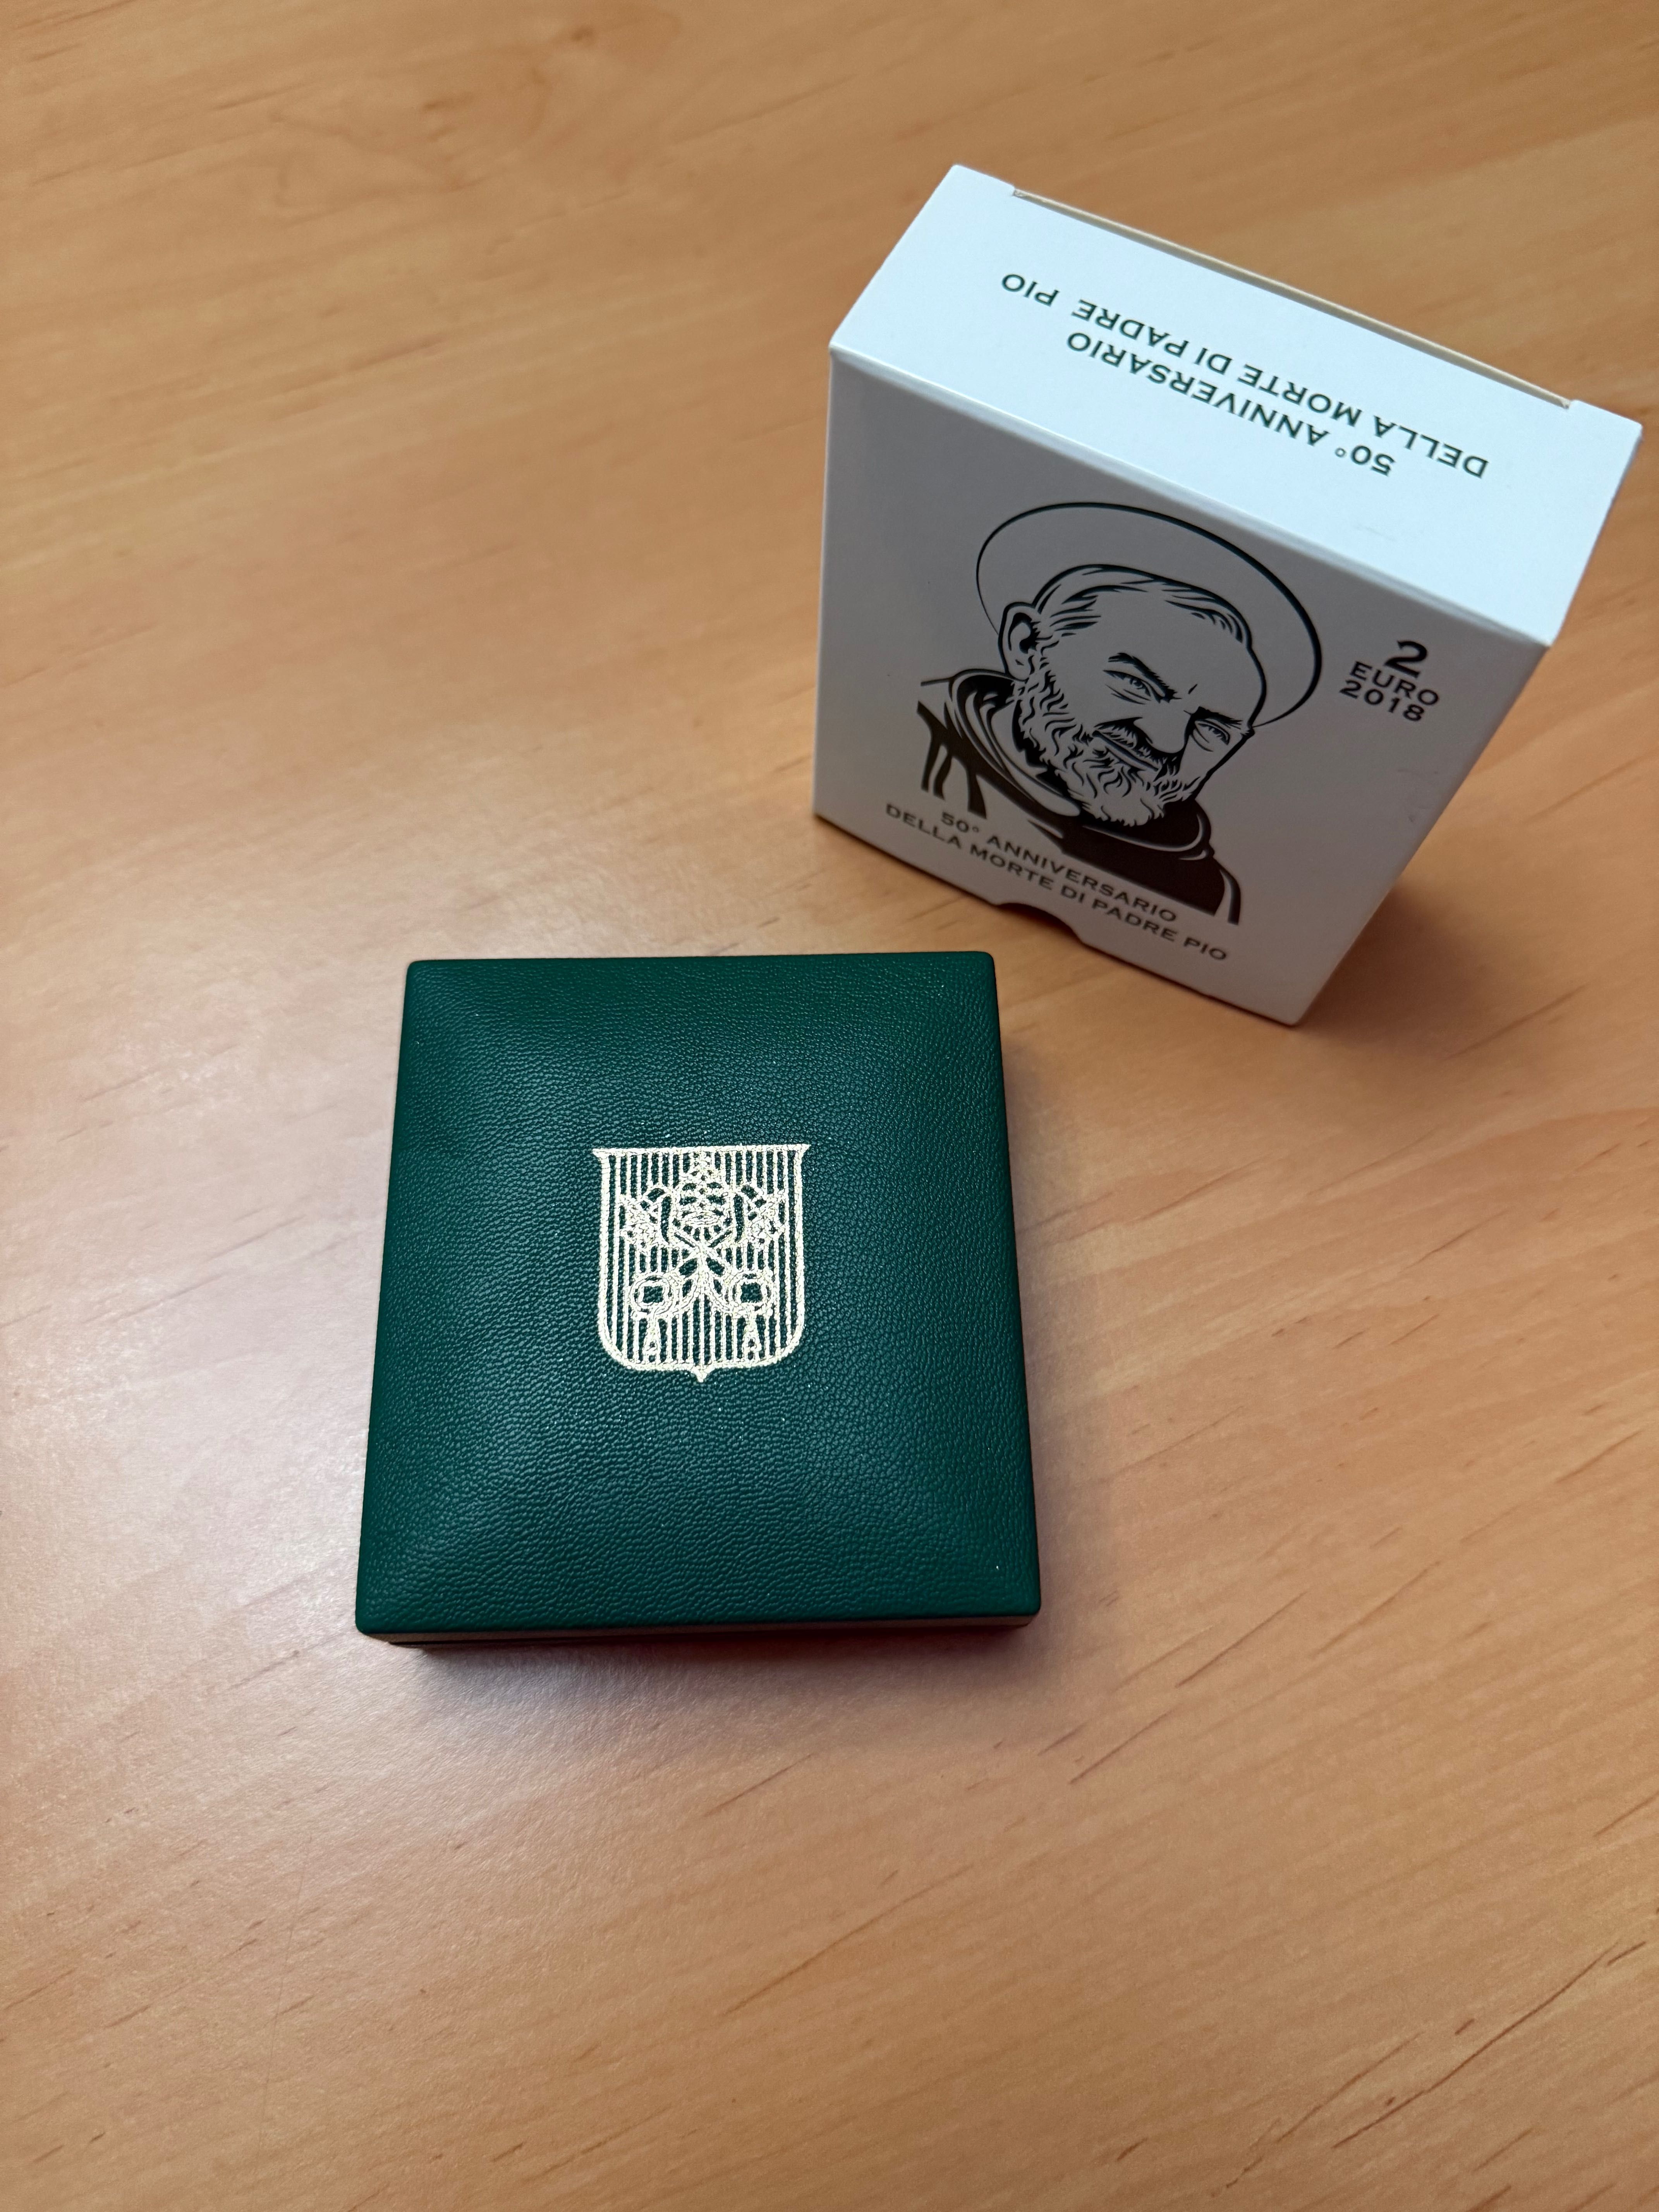 50° ANNIVERSARIO
DELLA MORTE DI PADRE PIO
2
EURO
2018
50° ANNIVERSARIO
DELLA MORTE DI PADRE PIO